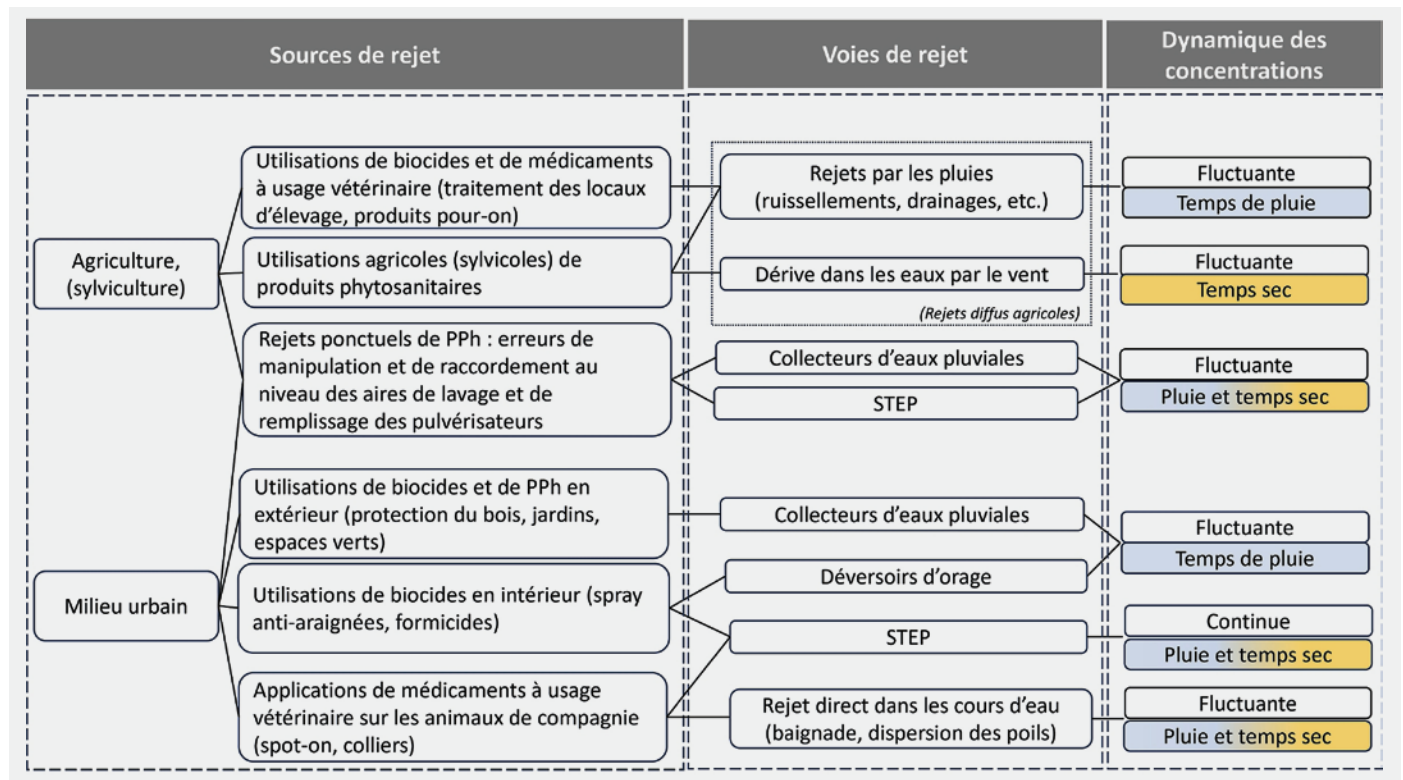 Sources de rejet
Voies de rejet
Dynamique des
concentrations
Agriculture,
(sylviculture)
Utilisations de biocides et de médicaments
à usage vétérinaire (traitement des locaux
d’élevage, produits pour-on)
Utilisations agricoles (sylvicoles) de
produits phytosanitaires
Rejets ponctuels de PPh : erreurs de
manipulation et de raccordement au
niveau des aires de lavage et de
remplissage des pulvérisateurs
Rejets par les pluies
(ruissellements, drainages, etc.)
Dérive dans les eaux par le vent
(Rejets diffus agricoles)
Collecteurs d’eaux pluviales
STEP
Fluctuante
Temps de pluie
Fluctuante
Temps sec
Fluctuante
Pluie et temps sec
Milieu urbain
Utilisations de biocides et de PPh en
extérieur (protection du bois, jardins,
espaces verts)
Utilisations de biocides en intérieur (spray
anti-araignées, formicides)
Applications de médicaments à usage
vétérinaire sur les animaux de compagnie
(spot-on, colliers)
Collecteurs d’eaux pluviales
Déversoirs d’orage
STEP
Rejet direct dans les cours d’eau
(baignade, dispersion des poils)
Fluctuante
Temps de pluie
Continue
Pluie et temps sec
Fluctuante
Pluie et temps sec